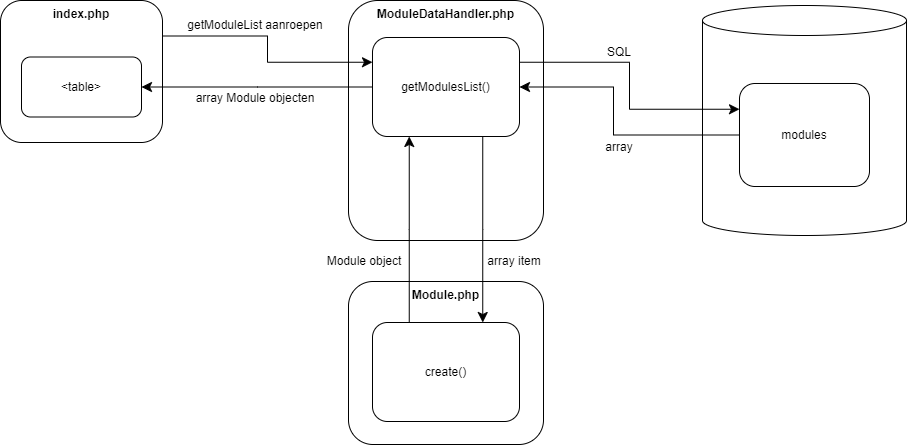 index.php
getModuleList aanroepen
ModuleDataHandler.php
SQL
<table>
array Module objecten
getModulesList()
array
modules
Module object
array item
Module.php
create()